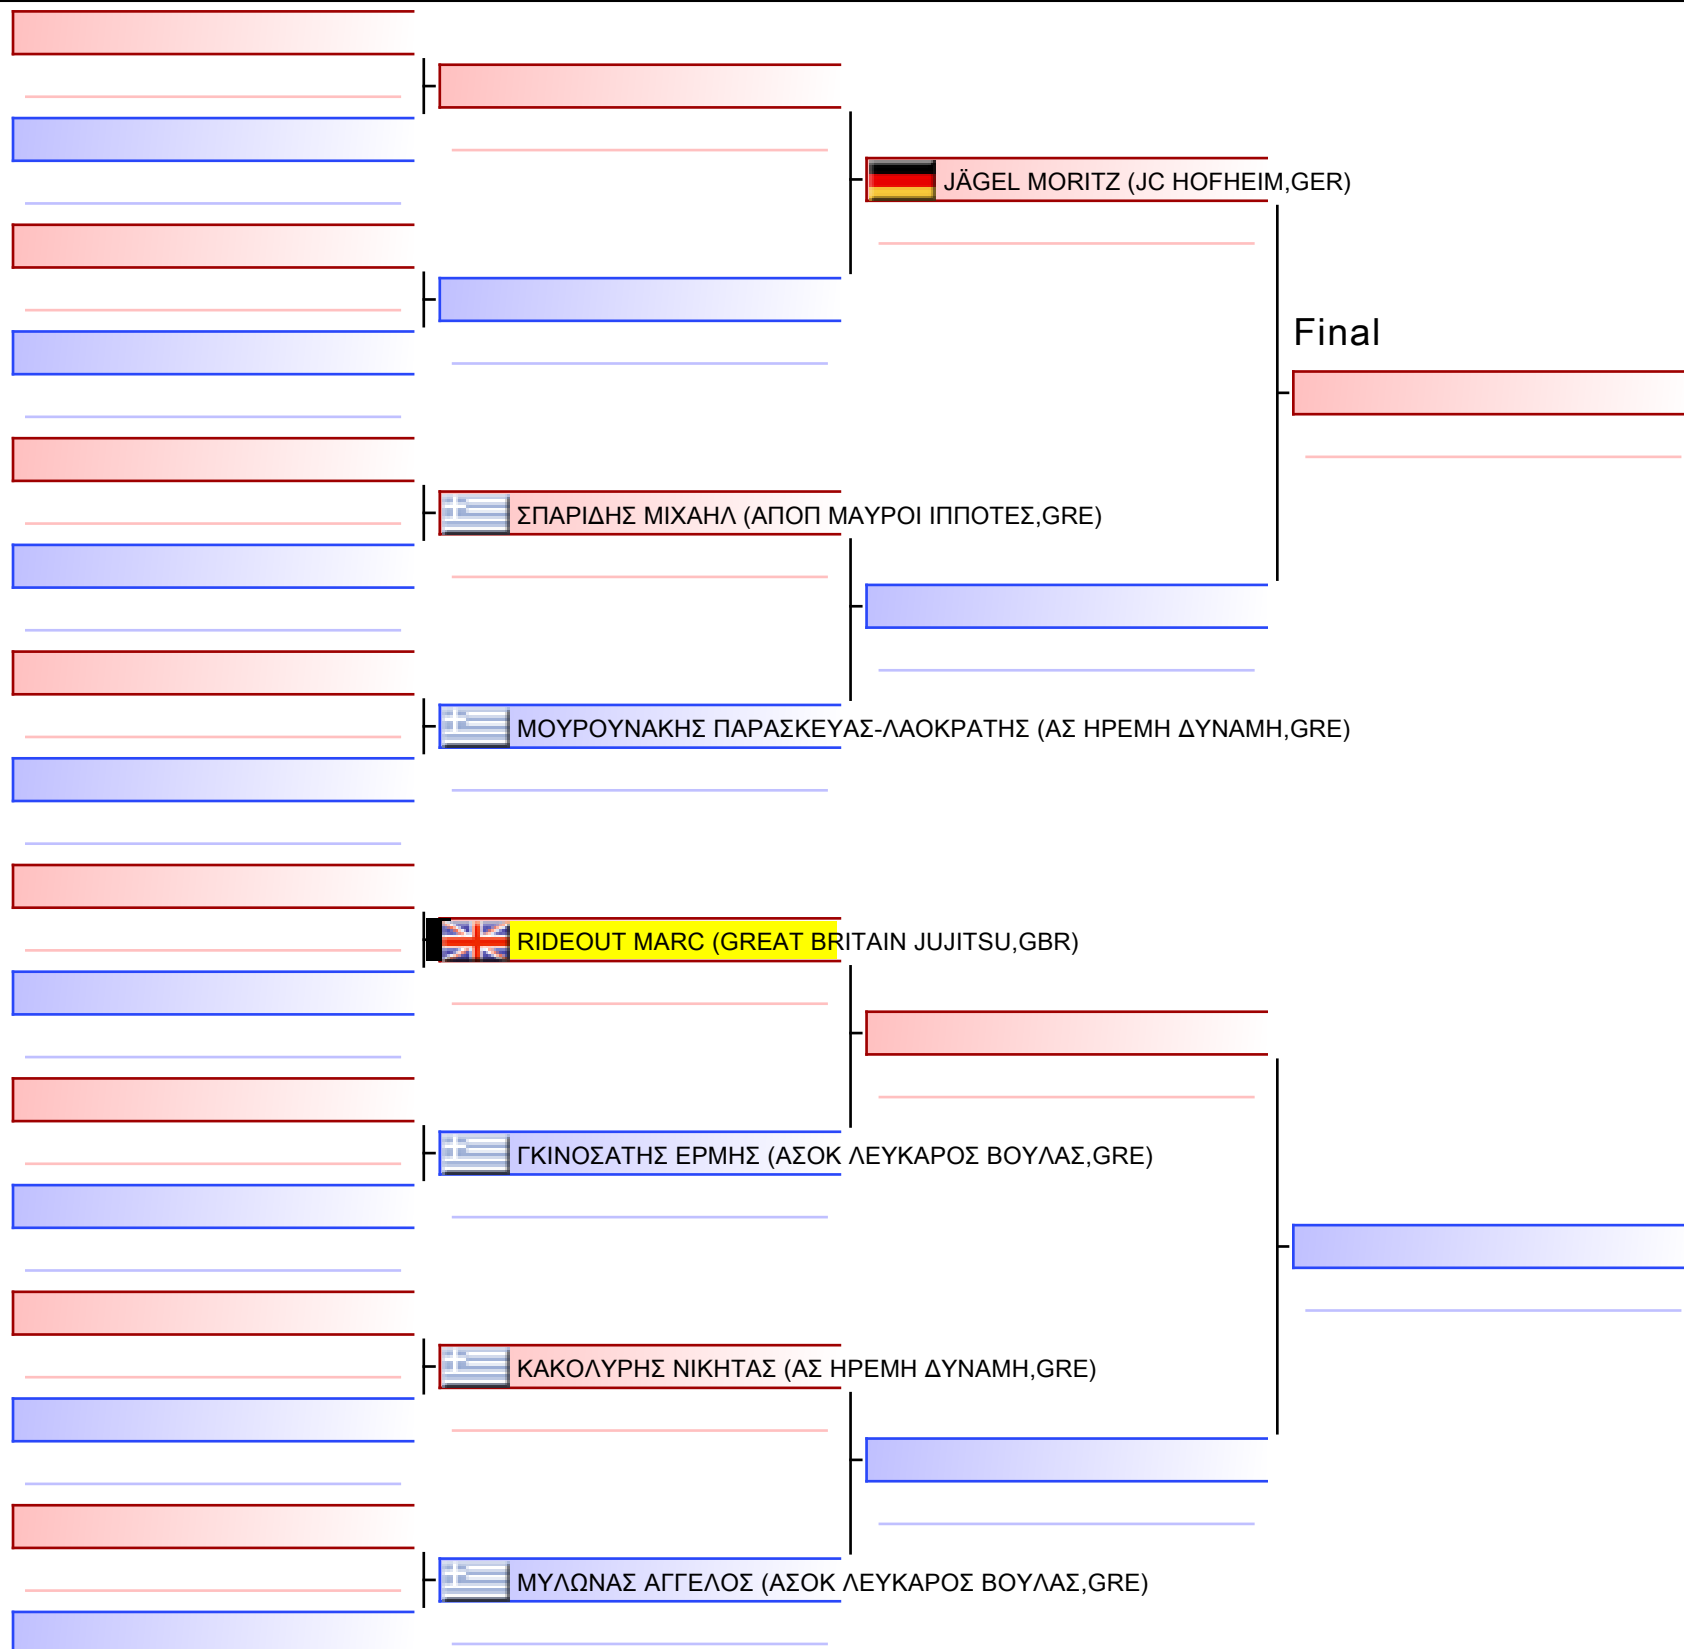 JÄGEL MORITZ (JC HOFHEIM,GER)
Final
ΣΠΑΡΙΔΗΣ ΜΙΧΑΗΛ (ΑΠΟΠ ΜΑΥΡΟΙ ΙΠΠΟΤΕΣ,GRE)
ΜΟΥΡΟΥΝΑΚΗΣ ΠΑΡΑΣΚΕΥΑΣ-ΛΑΟΚΡΑΤΗΣ (ΑΣ ΗΡΕΜΗ ΔΥΝΑΜΗ,GRE)
RIDEOUT MARC (GREAT BRITAIN JUJITSU,GBR)
ΓΚΙΝΟΣΑΤΗΣ ΕΡΜΗΣ (ΑΣΟΚ ΛΕΥΚΑΡΟΣ ΒΟΥΛΑΣ,GRE)
ΚΑΚΟΛΥΡΗΣ ΝΙΚΗΤΑΣ (ΑΣ ΗΡΕΜΗ ΔΥΝΑΜΗ,GRE)
ΜΥΛΩΝΑΣ ΑΓΓΕΛΟΣ (ΑΣΟΚ ΛΕΥΚΑΡΟΣ ΒΟΥΛΑΣ,GRE)